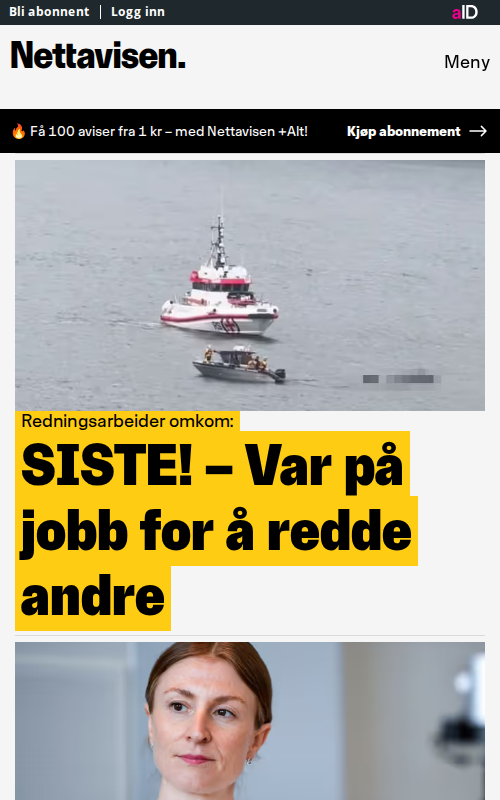 Bli abonnent
Logg inn
aID
Nettavisen.
Meny
🔥 Få 100 aviser fra 1 kr – med Nettavisen +Alt!
Kjøp abonnement →
Redningsarbeider omkom:
SISTE! – Var på
jobb for å redde
andre